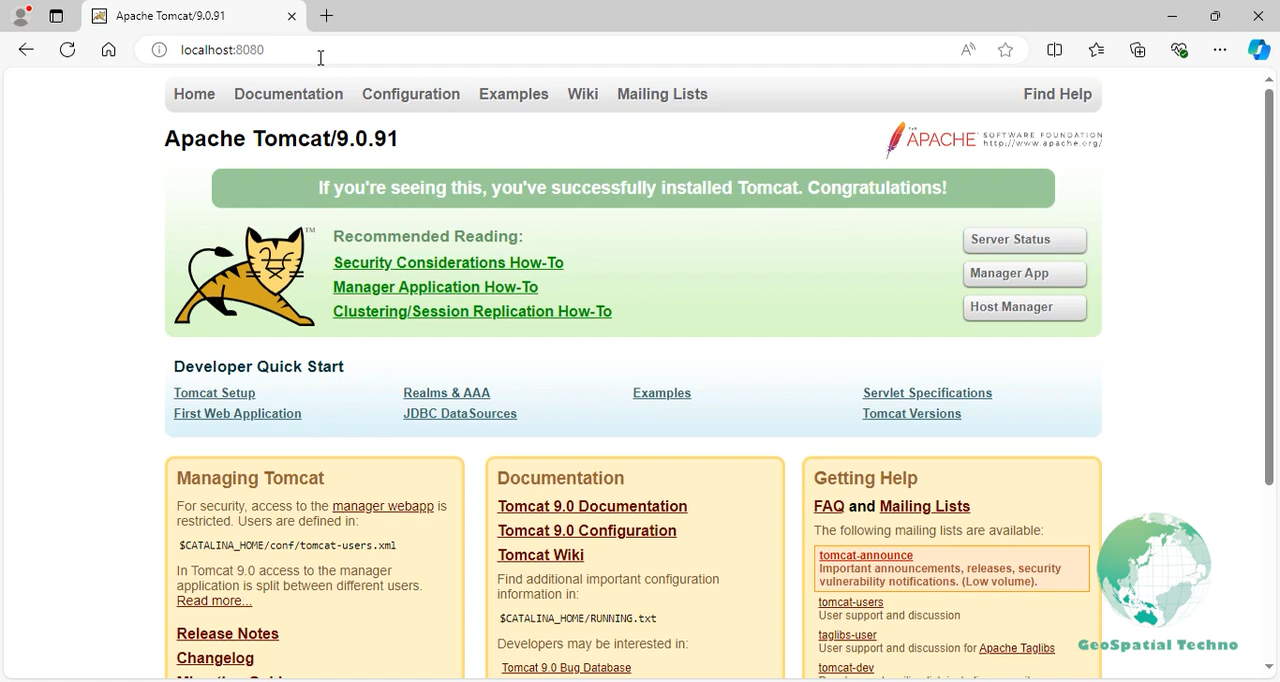 Apache Tomcat/9.0.91
localhost:8080
Home Documentation Configuration Examples Wiki Mailing Lists Find Help
Apache Tomcat/9.0.91
APACHE SOFTWARE FOUNDATION
http://www.apache.org/
If you're seeing this, you've successfully installed Tomcat. Congratulations!
TM
Recommended Reading:
Security Considerations How-To
Manager Application How-To
Clustering/Session Replication How-To
Server Status
Manager App
Host Manager
Developer Quick Start
Tomcat Setup
First Web Application
Realms & AAA
JDBC DataSources
Examples
Servlet Specifications
Tomcat Versions
Managing Tomcat
For security, access to the manager webapp is
restricted. Users are defined in:
$CATALINA_HOME/conf/tomcat-users.xml
In Tomcat 9.0 access to the manager
application is split between different users.
Read more...
Release Notes
Changelog
Documentation
Tomcat 9.0 Documentation
Tomcat 9.0 Configuration
Tomcat Wiki
Find additional important configuration
information in:
$CATALINA_HOME/RUNNING.txt
Developers may be interested in:
Tomcat 9.0 Bug Database
Getting Help
FAQ and Mailing Lists
The following mailing lists are available:
tomcat-announce
Important announcements, releases, security
vulnerability notifications. (Low volume).
tomcat-users
User support and discussion
taglibs-user
User support and discussion for Apache Taglibs
tomcat-dev
GeoSpatial Techno